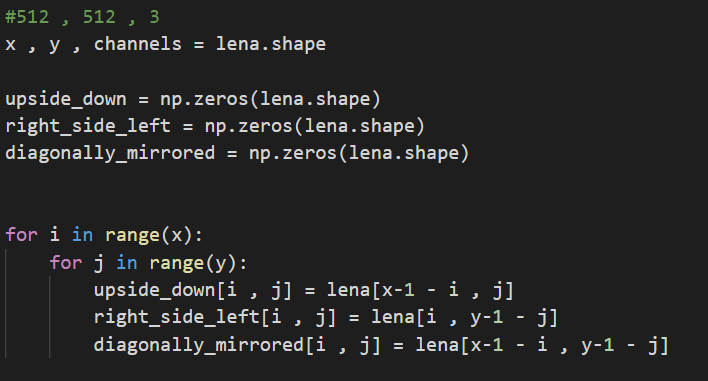 #512 , 512 , 3
x , y , channels = lena.shape
upside_down = np.zeros(lena.shape)
right_side_left = np.zeros(lena.shape)
diagonally_mirrored = np.zeros(lena.shape)
for i in range(x):
    for j in range(y):
        upside_down[i , j] = lena[x-1 - i , j]
        right_side_left[i , j] = lena[i , y-1 - j]
        diagonally_mirrored[i , j] = lena[x-1 - i , y-1 - j]